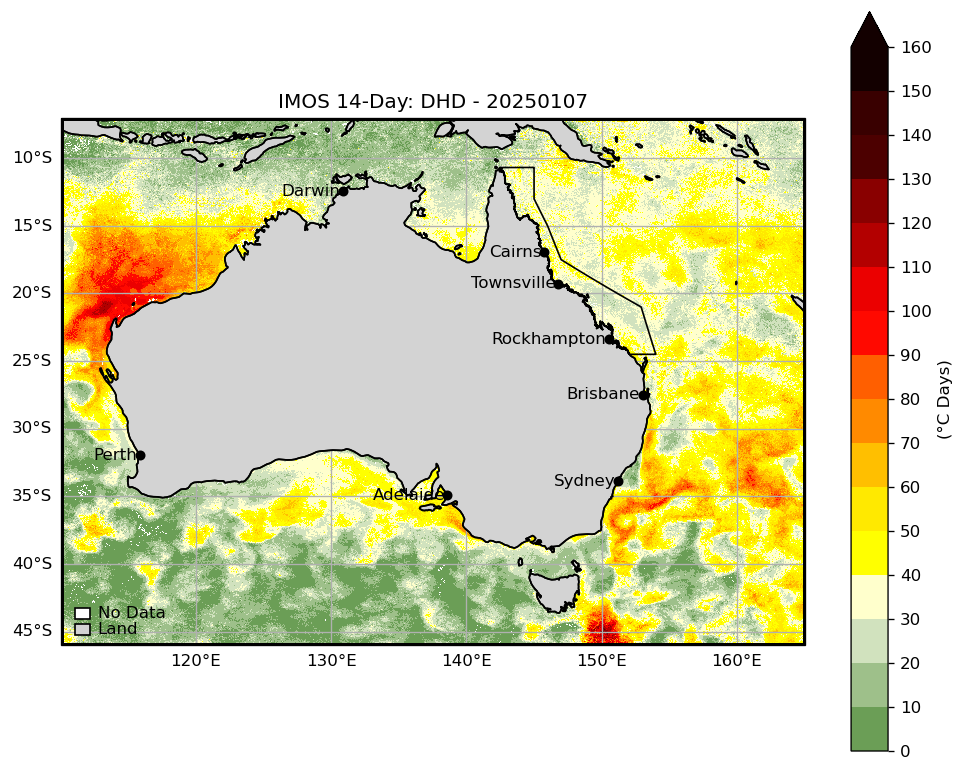 IMOS 14-Day: DHD - 20250107
160
150
140
130
120
110
100
90
80
70
60
50
40
30
20
10
0
(°C Days)
10°S
15°S
20°S
25°S
30°S
35°S
40°S
45°S
Darwin
Cairns
Townsville
Rockhampton
Brisbane
Perth
Sydney
Adelaide
No Data
Land
120°E 130°E 140°E 150°E 160°E